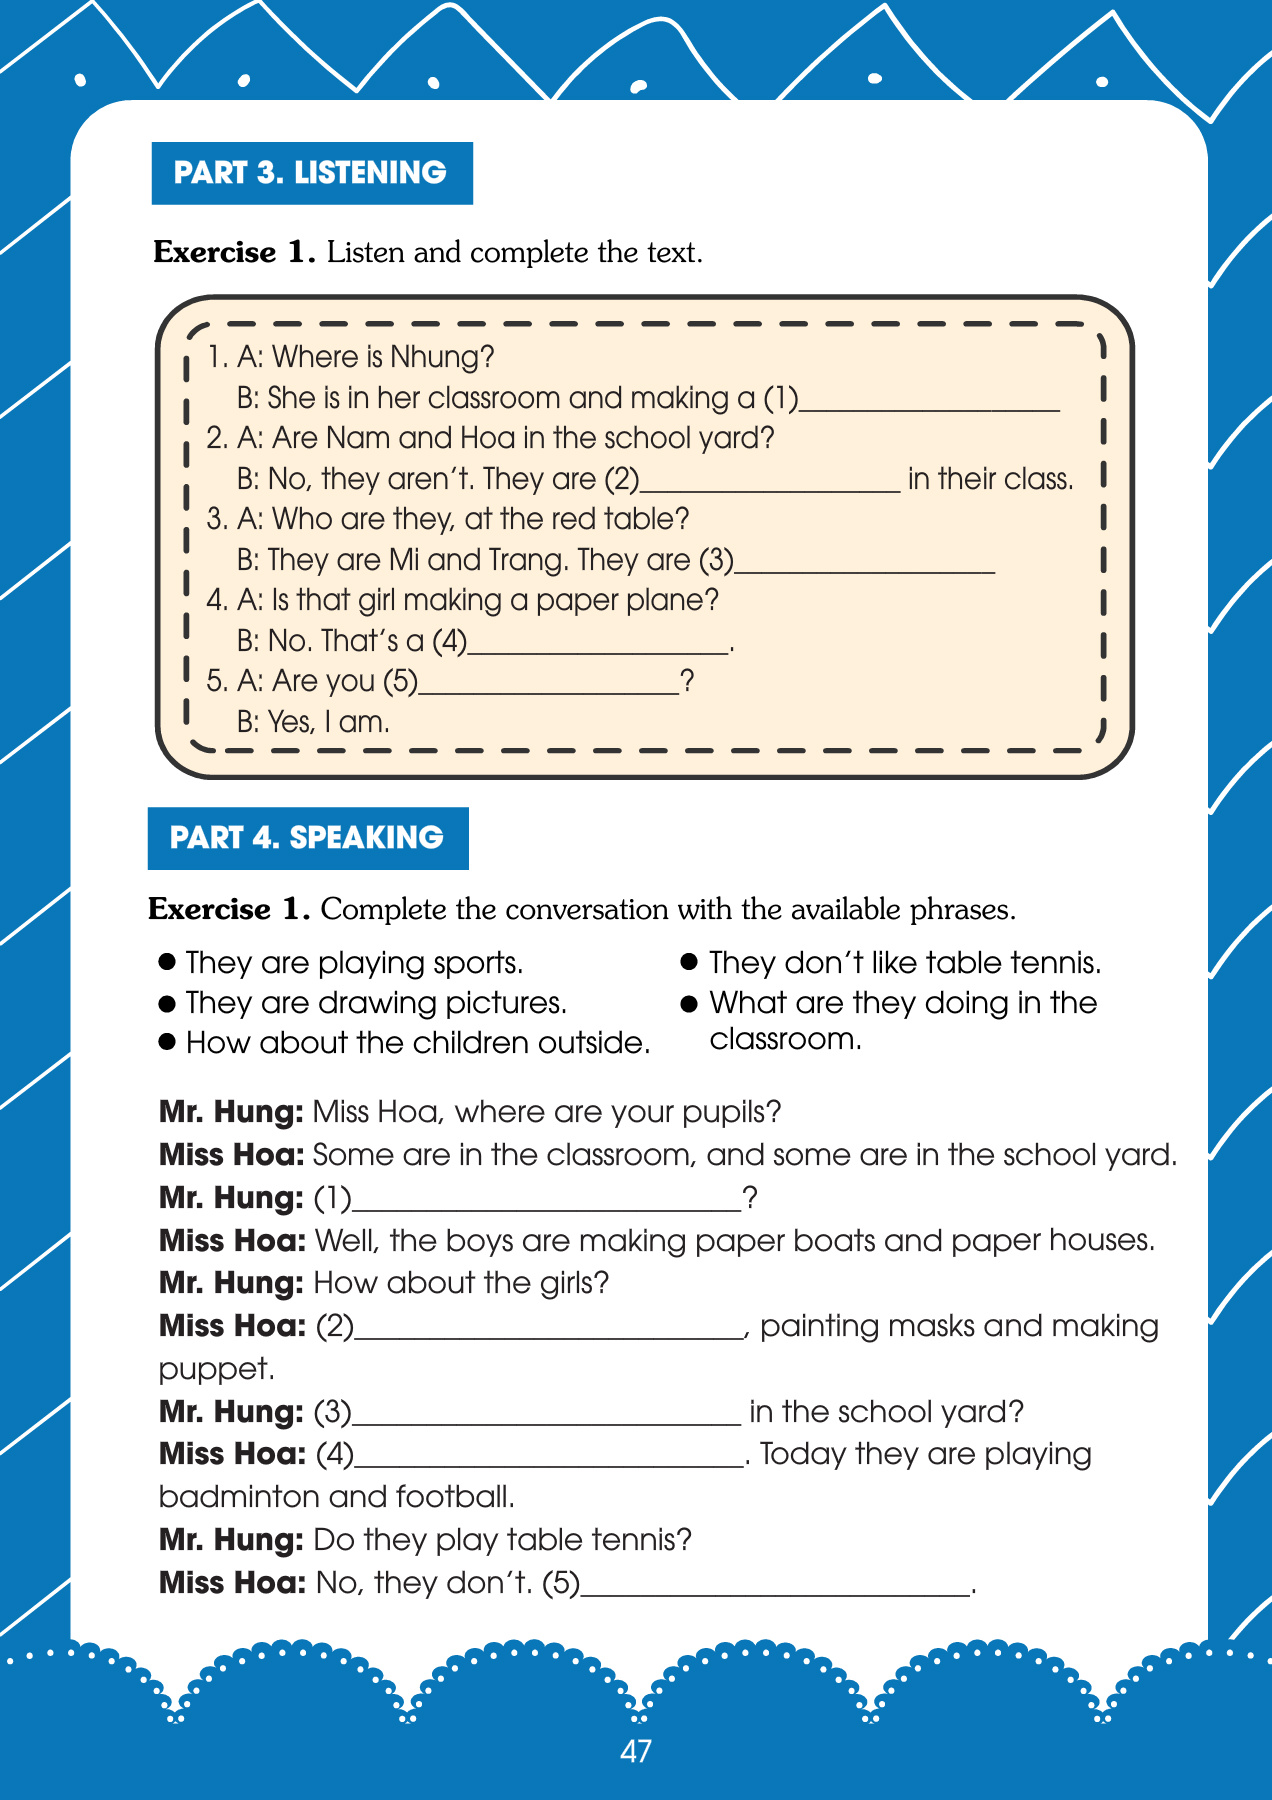 PART 3. LISTENING
Exercise 1. Listen and complete the text.
1. A: Where is Nhung?
B: She is in her classroom and making a (1)___________________
2. A: Are Nam and Hoa in the school yard?
B: No, they aren't. They are (2)___________________ in their class.
3. A: Who are they, at the red table?
B: They are Mi and Trang. They are (3)___________________
4. A: Is that girl making a paper plane?
B: No. That's a (4)___________________.
5. A: Are you (5)___________________?
B: Yes, I am.
PART 4. SPEAKING
Exercise 1. Complete the conversation with the available phrases.
● They are playing sports.
● They are drawing pictures.
● How about the children outside.
● They don't like table tennis.
● What are they doing in the
classroom.
Mr. Hung: Miss Hoa, where are your pupils?
Miss Hoa: Some are in the classroom, and some are in the school yard.
Mr. Hung: (1)__________________________?
Miss Hoa: Well, the boys are making paper boats and paper houses.
Mr. Hung: How about the girls?
Miss Hoa: (2)__________________________, painting masks and making
puppet.
Mr. Hung: (3)__________________________ in the school yard?
Miss Hoa: (4)__________________________. Today they are playing
badminton and football.
Mr. Hung: Do they play table tennis?
Miss Hoa: No, they don't. (5)__________________________.
47